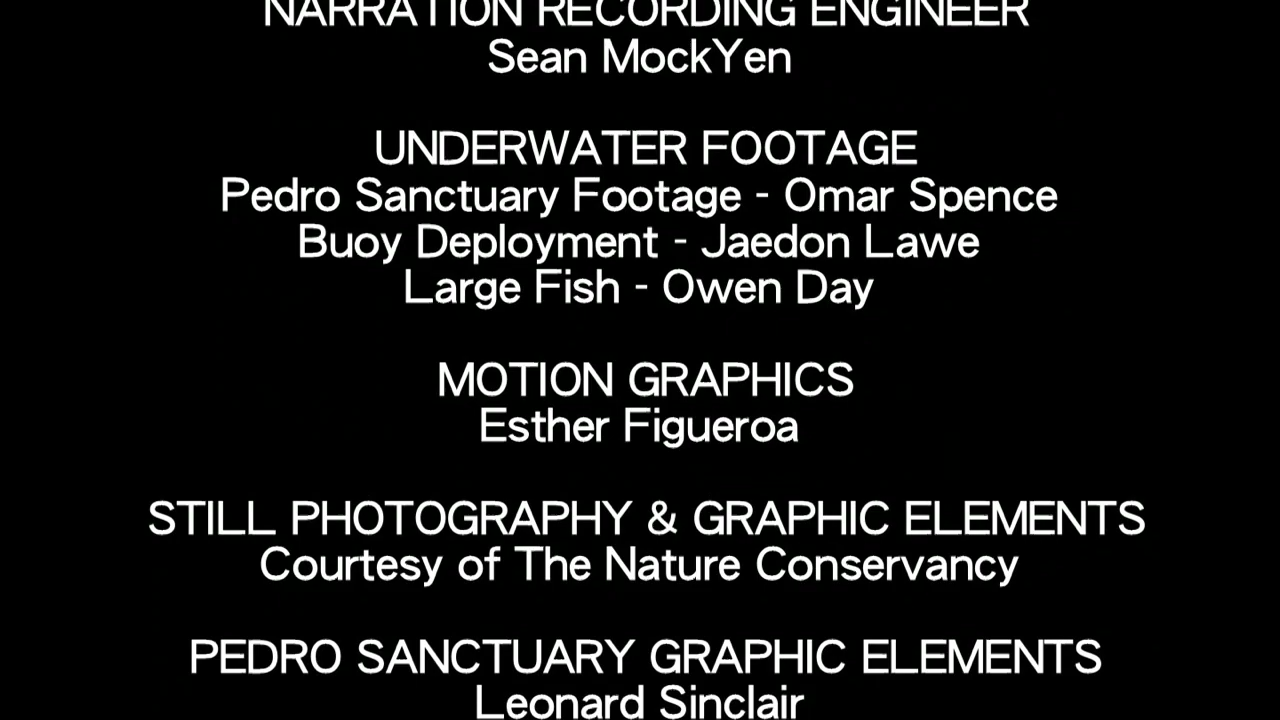 NARRATION RECORDING ENGINEER
Sean MockYen
UNDERWATER FOOTAGE
Pedro Sanctuary Footage - Omar Spence
Buoy Deployment - Jaedon Lawe
Large Fish - Owen Day
MOTION GRAPHICS
Esther Figueroa
STILL PHOTOGRAPHY & GRAPHIC ELEMENTS
Courtesy of The Nature Conservancy
PEDRO SANCTUARY GRAPHIC ELEMENTS
Leonard Sinclair